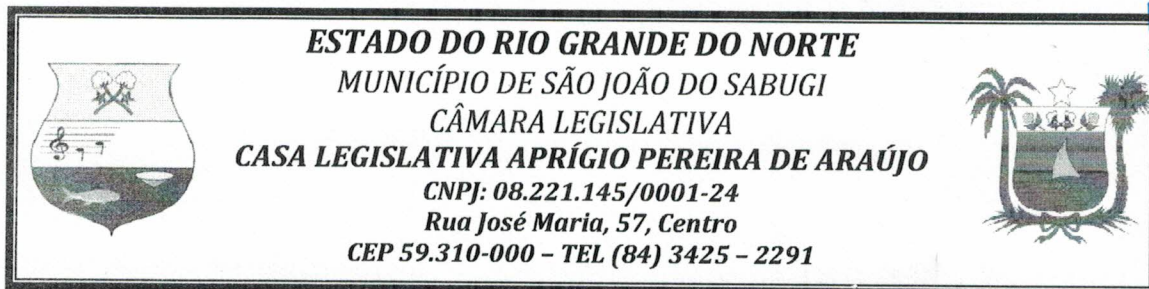 ESTADO DO RIO GRANDE DO NORTE
MUNICÍPIO DE SÃO JOÃO DO SABUGI
CÂMARA LEGISLATIVA
CASA LEGISLATIVA APRÍGIO PEREIRA DE ARAÚJO
CNPJ: 08.221.145/0001-24
Rua José Maria, 57, Centro
CEP 59.310-000 – TEL (84) 3425 – 2291